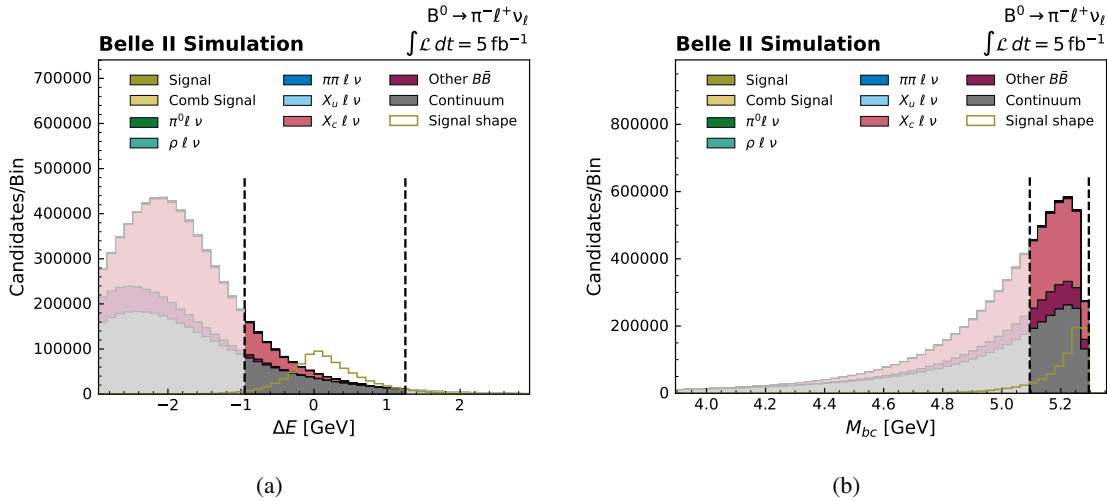 B⁰ → π⁻ℓ⁺νℓ
Belle II Simulation
∫ℒ dt = 5 fb⁻¹
Signal
Comb Signal
π⁰ℓ ν
ρ ℓ ν
ππ ℓ ν
Xᵤ ℓ ν
X_c ℓ ν
Other BB̄
Continuum
Signal shape
700000
600000
500000
400000
300000
200000
100000
0
Candidates/Bin
−2 −1 0 1 2
ΔE [GeV]
(a)
B⁰ → π⁻ℓ⁺νℓ
Belle II Simulation
∫ℒ dt = 5 fb⁻¹
Signal
Comb Signal
π⁰ℓ ν
ρ ℓ ν
ππ ℓ ν
Xᵤ ℓ ν
X_c ℓ ν
Other BB̄
Continuum
Signal shape
800000
600000
400000
200000
0
Candidates/Bin
4.0 4.2 4.4 4.6 4.8 5.0 5.2
M_bc [GeV]
(b)